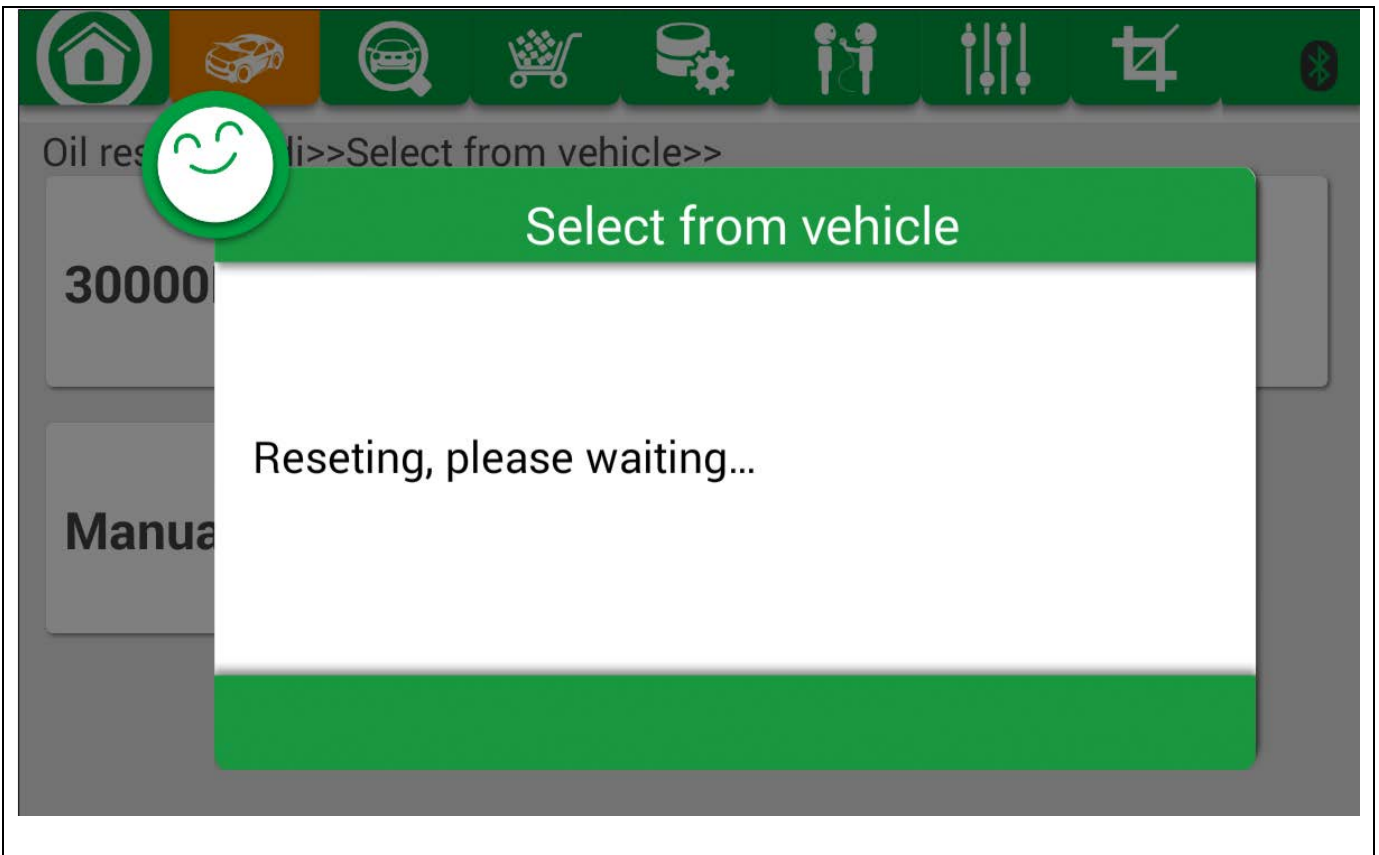 Oil res di>>Select from vehicle>>
Select from vehicle
30000
Reseting, please waiting...
Manua